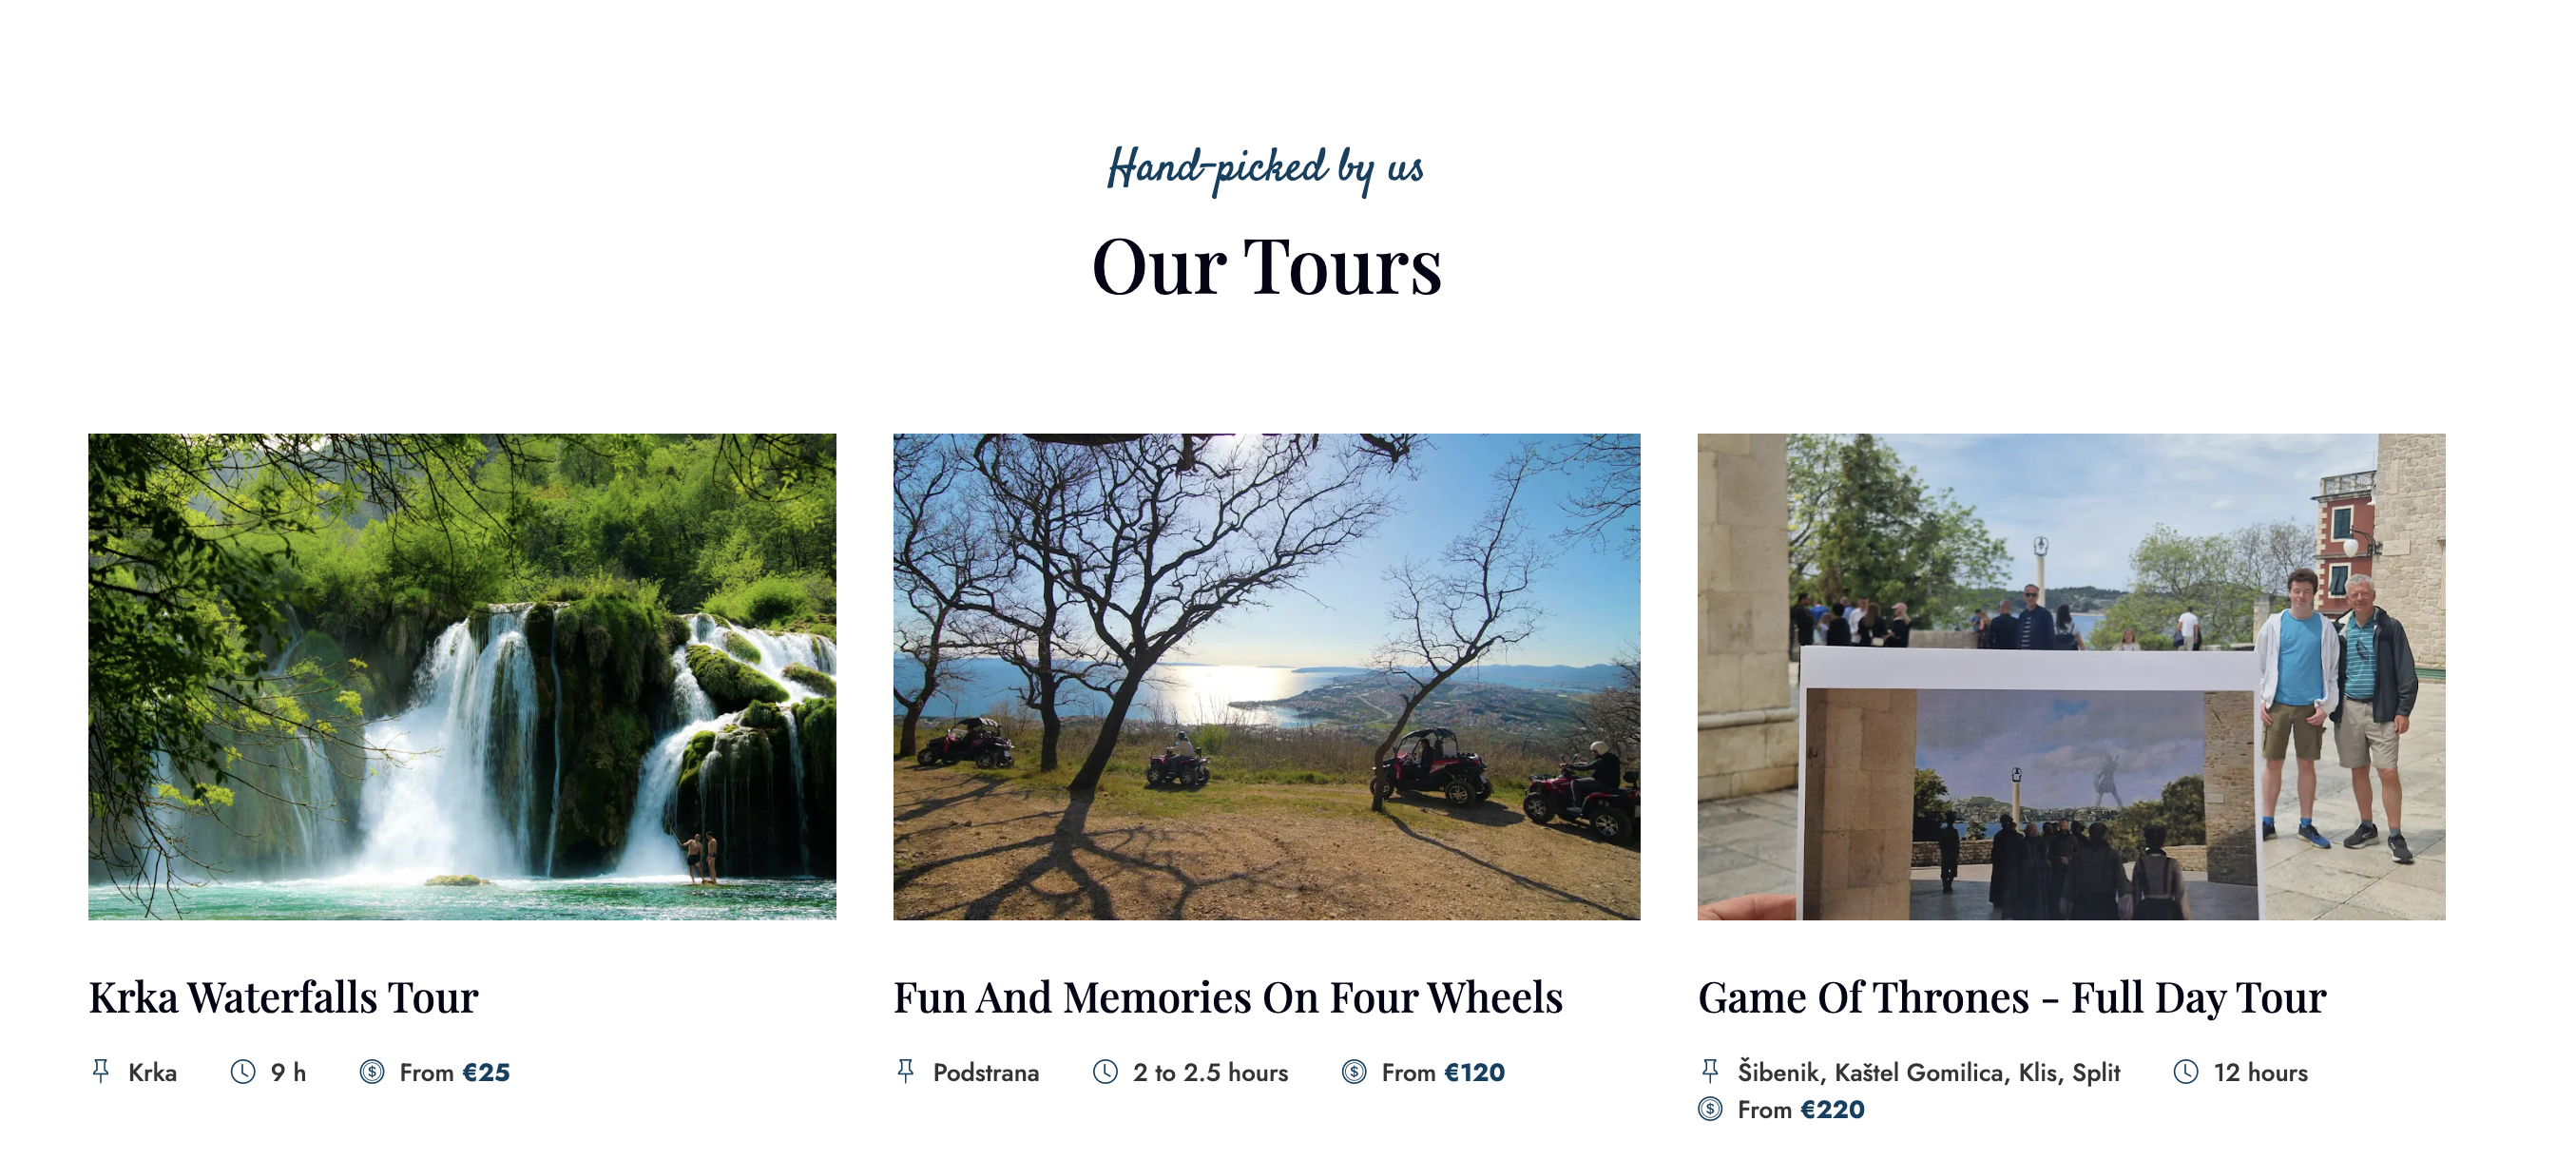 Hand-picked by us
Our Tours
Krka Waterfalls Tour
Krka 9 h From €25
Fun And Memories On Four Wheels
Podstrana 2 to 2.5 hours From €120
Game Of Thrones - Full Day Tour
Šibenik, Kaštel Gomilica, Klis, Split 12 hours
From €220